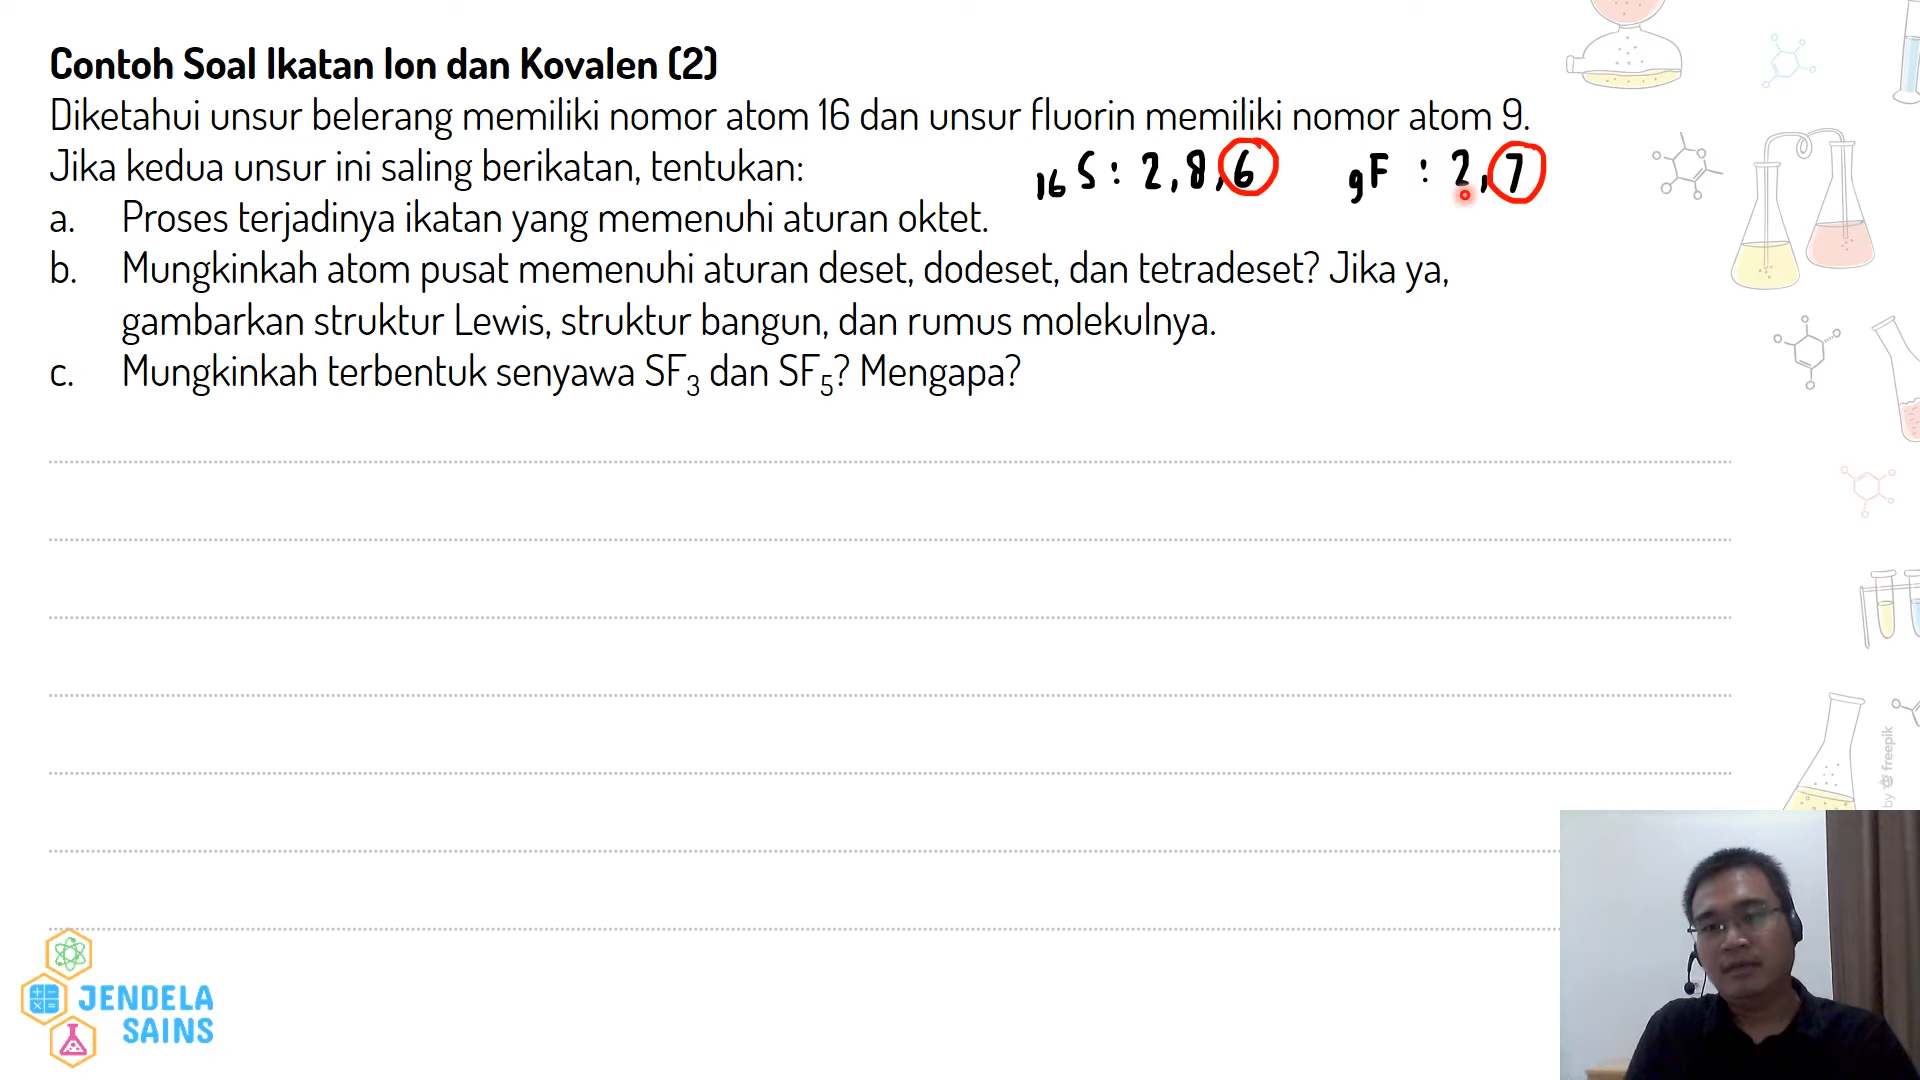 Contoh Soal Ikatan Ion dan Kovalen (2)
Diketahui unsur belerang memiliki nomor atom 16 dan unsur fluorin memiliki nomor atom 9.
Jika kedua unsur ini saling berikatan, tentukan:
₁₆S : 2, 8, 6 ₉F : 2, 7
a. Proses terjadinya ikatan yang memenuhi aturan oktet.
b. Mungkinkah atom pusat memenuhi aturan deset, dodeset, dan tetradeset? Jika ya,
gambarkan struktur Lewis, struktur bangun, dan rumus molekulnya.
c. Mungkinkah terbentuk senyawa SF₃ dan SF₅? Mengapa?
by freepik
JENDELA
SAINS